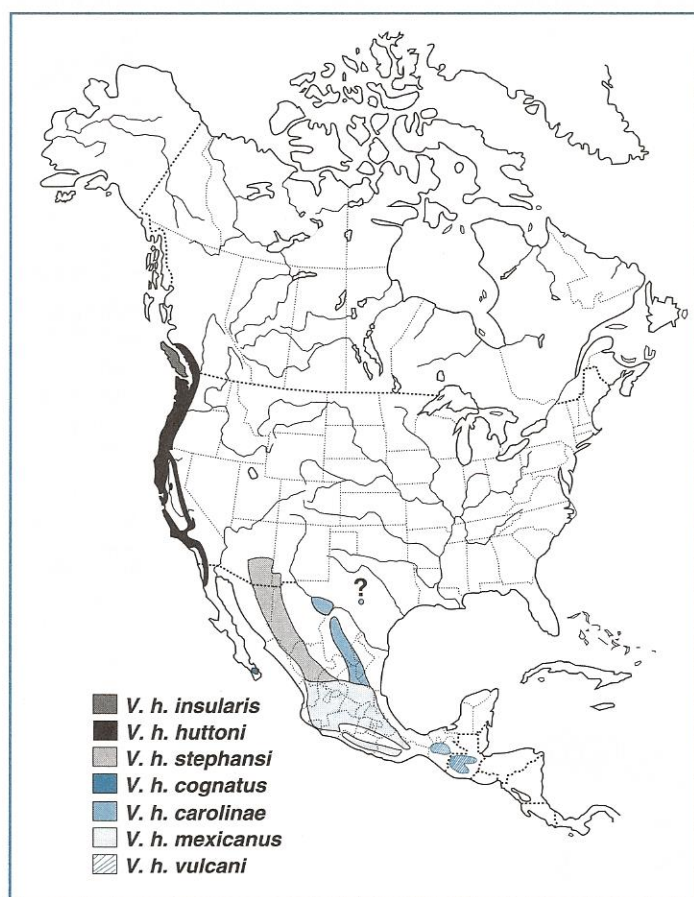 ?
V. h. insularis
V. h. huttoni
V. h. stephansi
V. h. cognatus
V. h. carolinae
V. h. mexicanus
V. h. vulcani